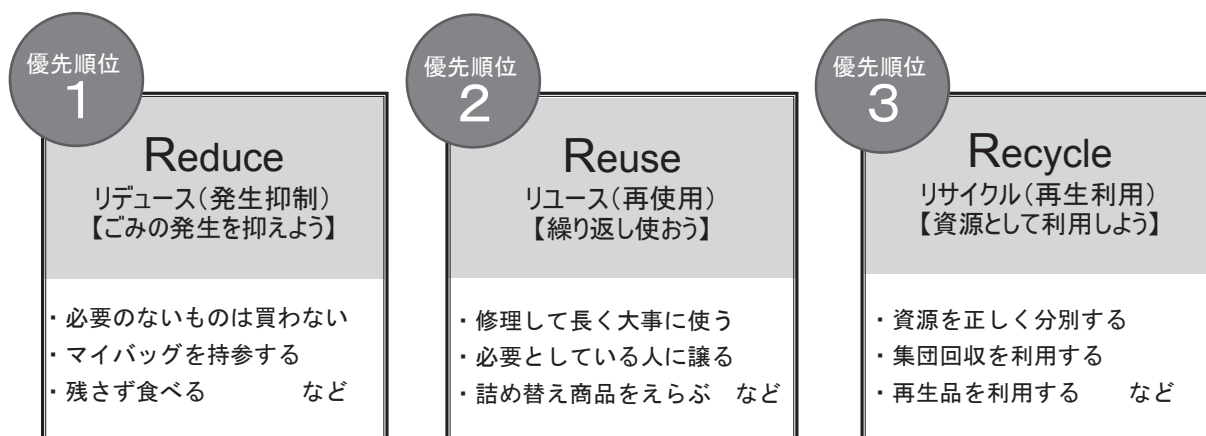 優先順位
1
Reduce
リデュース(発生抑制)
【ごみの発生を抑えよう】
・必要のないものは買わない
・マイバッグを持参する
・残さず食べる など
優先順位
2
Reuse
リユース(再使用)
【繰り返し使おう】
・修理して長く大事に使う
・必要としている人に譲る
・詰め替え商品をえらぶ など
優先順位
3
Recycle
リサイクル(再生利用)
【資源として利用しよう】
・資源を正しく分別する
・集団回収を利用する
・再生品を利用する など